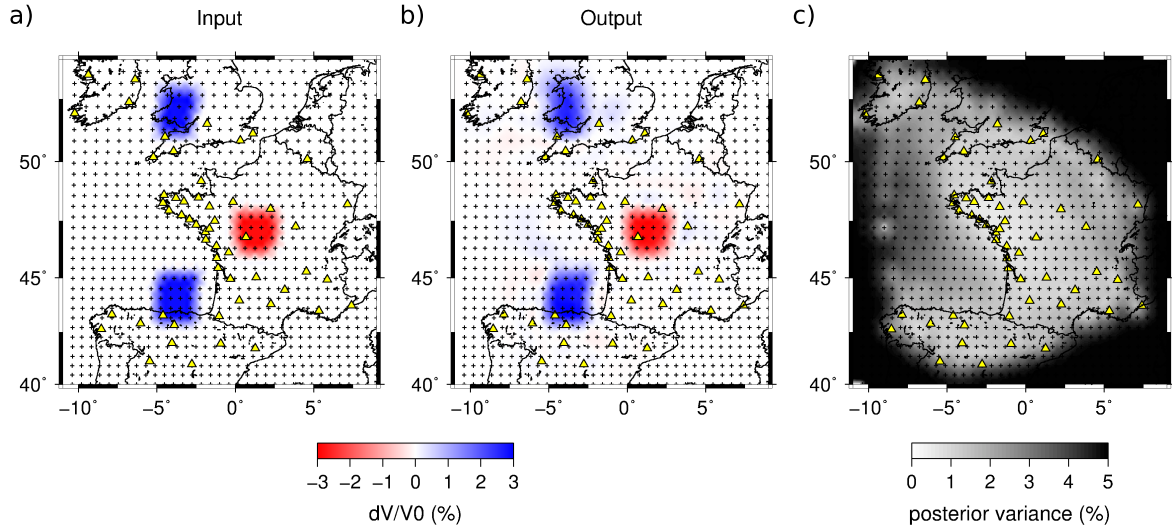 a) Input b) Output c)
50° 50° 50°
45° 45° 45°
40° 40° 40°
−10° −5° 0° 5° −10° −5° 0° 5° −10° −5° 0° 5°
−3 −2 −1 0 1 2 3 0 1 2 3 4 5
dV/V0 (%) posterior variance (%)